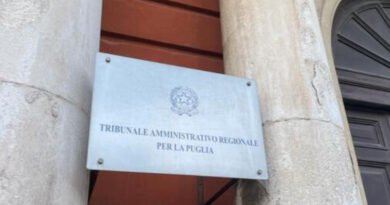 TRIBUNALE AMMINISTRATIVO REGIONALE
PER LA PUGLIA